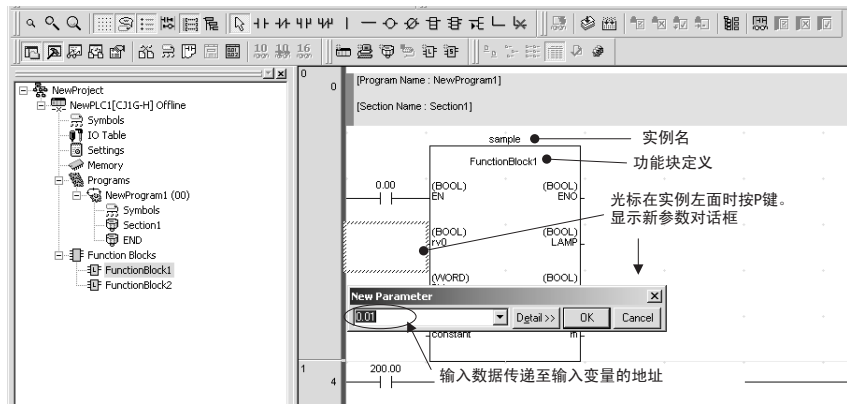 10 10 16
NewProject
NewPLC1[CJ1G-H] Offline
Symbols
IO Table
Settings
Memory
Programs
NewProgram1 (00)
Symbols
Section1
END
Function Blocks
FunctionBlock1
FunctionBlock2
0
0
[Program Name : NewProgram1]
[Section Name : Section1]
sample
实例名
FunctionBlock1
功能块定义
0.00
(BOOL)
EN
(BOOL)
ENO
光标在实例左面时按P键。
显示新参数对话框
(BOOL)
rv0
(BOOL)
LAMP
(WORD)
(BOOL)
New Parameter
0.01
Detail >>
OK
Cancel
constant
m
1
4
200.00
输入数据传递至输入变量的地址